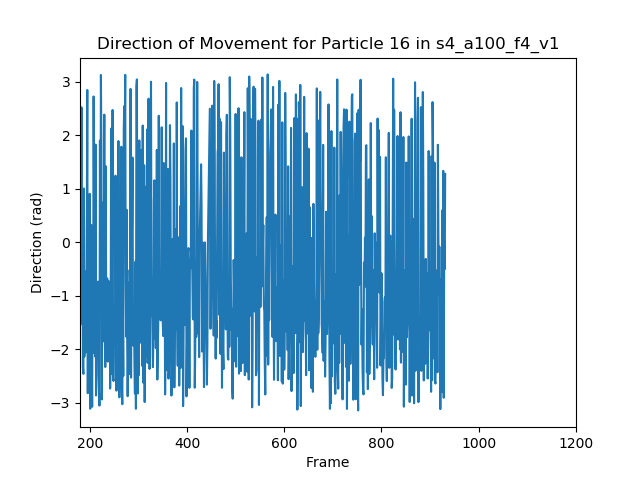 Direction of Movement for Particle 16 in s4_a100_f4_v1
3
2
1
0
−1
−2
−3
Direction (rad)
200 400 600 800 1000 1200
Frame